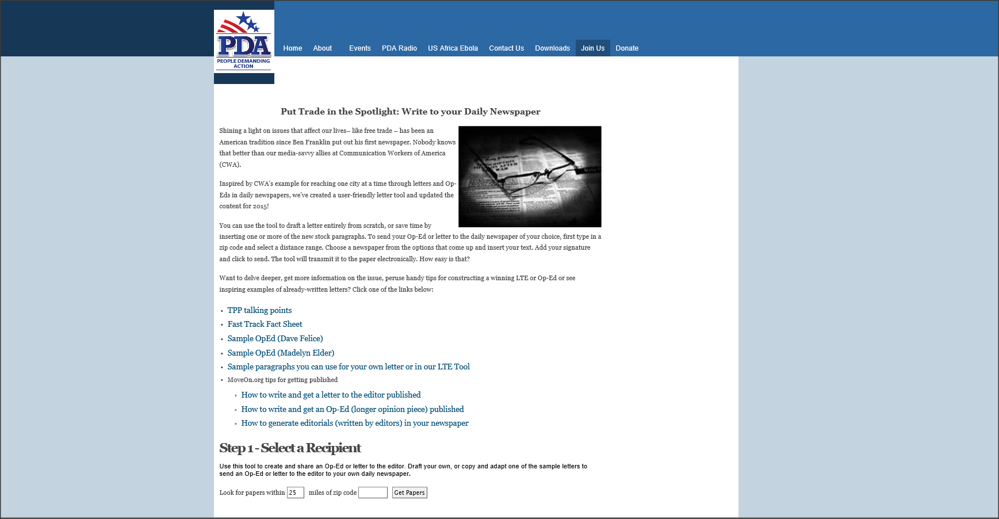 PDA
PEOPLE DEMANDING
ACTION
Home About Events PDA Radio US Africa Ebola Contact Us Downloads Join Us Donate
Put Trade in the Spotlight: Write to your Daily Newspaper
Shining a light on issues that affect our lives– like free trade – has been an
American tradition since Ben Franklin put out his first newspaper. Nobody knows
that better than our media-savvy allies at Communication Workers of America
(CWA).
Inspired by CWA's example for reaching one city at a time through letters and Op-
Eds in daily newspapers, we've created a user-friendly letter tool and updated the
content for 2015!
You can use the tool to draft a letter entirely from scratch, or save time by
inserting one or more of the new stock paragraphs. To send your Op-Ed or letter to the daily newspaper of your choice, first type in a
zip code and select a distance range. Choose a newspaper from the options that come up and insert your text. Add your signature
and click to send. The tool will transmit it to the paper electronically. How easy is that?
Want to delve deeper, get more information on the issue, peruse handy tips for constructing a winning LTE or Op-Ed or see
inspiring examples of already-written letters? Click one of the links below:
• TPP talking points
• Fast Track Fact Sheet
• Sample OpEd (Dave Felice)
• Sample OpEd (Madelyn Elder)
• Sample paragraphs you can use for your own letter or in our LTE Tool
• MoveOn.org tips for getting published
◦ How to write and get a letter to the editor published
◦ How to write and get an Op-Ed (longer opinion piece) published
◦ How to generate editorials (written by editors) in your newspaper
Step 1 - Select a Recipient
Use this tool to create and share an Op-Ed or letter to the editor. Draft your own, or copy and adapt one of the sample letters to
send an Op-Ed or letter to the editor to your own daily newspaper.
Look for papers within 25 miles of zip code Get Papers